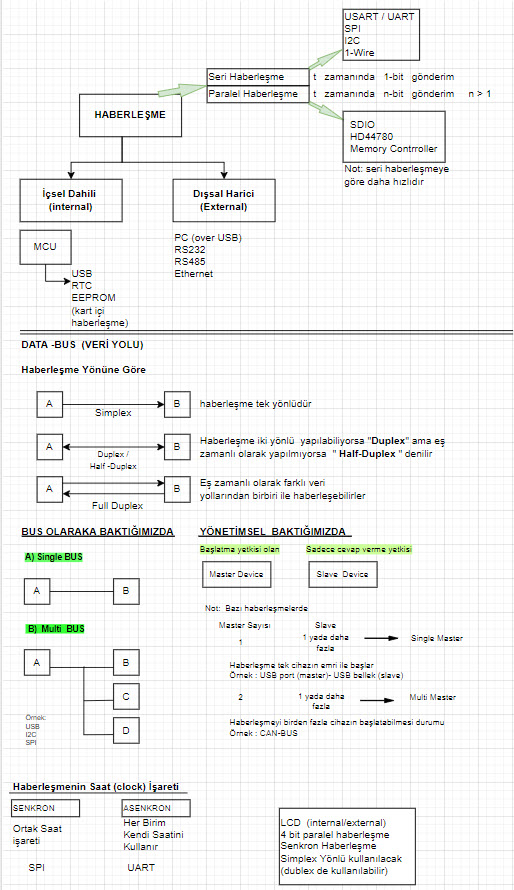 USART / UART
SPI
I2C
1-Wire
Seri Haberleşme t zamanında 1-bit gönderim
Paralel Haberleşme t zamanında n-bit gönderim n > 1
HABERLEŞME
SDIO
HD44780
Memory Contrroller
Not: seri haberleşmeye
göre daha hızlıdır
İçsel Dahili
(internal)
Dışsal Harici
(External)
MCU
USB
RTC
EEPROM
(kart içi
haberleşme)
PC (over USB)
RS232
RS485
Ethernet
DATA -BUS (VERİ YOLU)
Haberleşme Yönüne Göre
A B haberleşme tek yönlüdür
Simplex
A B Haberleşme iki yönlü yapılabiliyorsa "Duplex" ama eş
zamanlı olarak yapılmıyorsa " Half-Duplex " denilir
Duplex /
Half -Duplex
A B Eş zamanlı olarak farklı veri
yollarından birbiri ile haberleşebilirler
Full Duplex
BUS OLARAKA BAKTIĞIMIZDA
A) Single BUS
A B
B) Multi BUS
A B
C
D
Örnek:
USB
I2C
SPI
YÖNETİMSEL BAKTIĞIMIZDA
Başlatma yetkisi olan Sadece cevap verme yetkisi
Master Device Slave Device
Not: Bazı haberleşmelerde
Master Sayısı Slave
1 1 yada daha
fazla Single Master
Haberleşme tek cihazın emri ile başlar
Örnek : USB port (master)- USB bellek (slave)
2 1 yada daha
fazla Multi Master
Haberleşmeyi birden fazla cihazın başlatabilmesi durumu
Örnek : CAN-BUS
Haberleşmenin Saat (clock) İşareti
SENKRON ASENKRON
Ortak Saat
işareti
Her Birim
Kendi Saatini
Kullanır
SPI UART
LCD (internal/external)
4 bit paralel haberleşme
Senkron Haberleşme
Simplex Yönlü kullanılacak
(dublex de kullanılabilir)